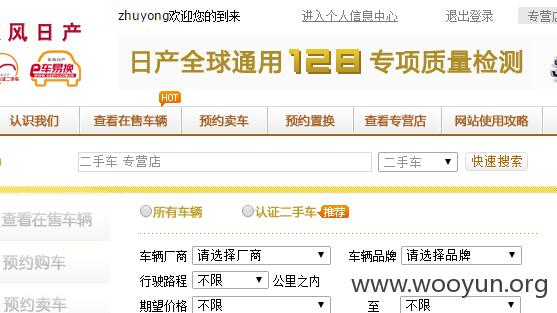 zhuyong欢迎您的到来 进入个人信息中心 退出登录 专营店
风日产
e车易换
日产全球通用128专项质量检测
HOT
认识我们 查看在售车辆 预约卖车 预约置换 查看专营店 网站使用攻略
二手车 专营店 二手车 快速搜索
查看在售车辆
预约购车
预约卖车
所有车辆 认证二手车 推荐
车辆厂商 请选择厂商 车辆品牌 请选择品牌
行驶路程 不限 公里之内
期望价格 不限 至 不限
www.wooyun.org